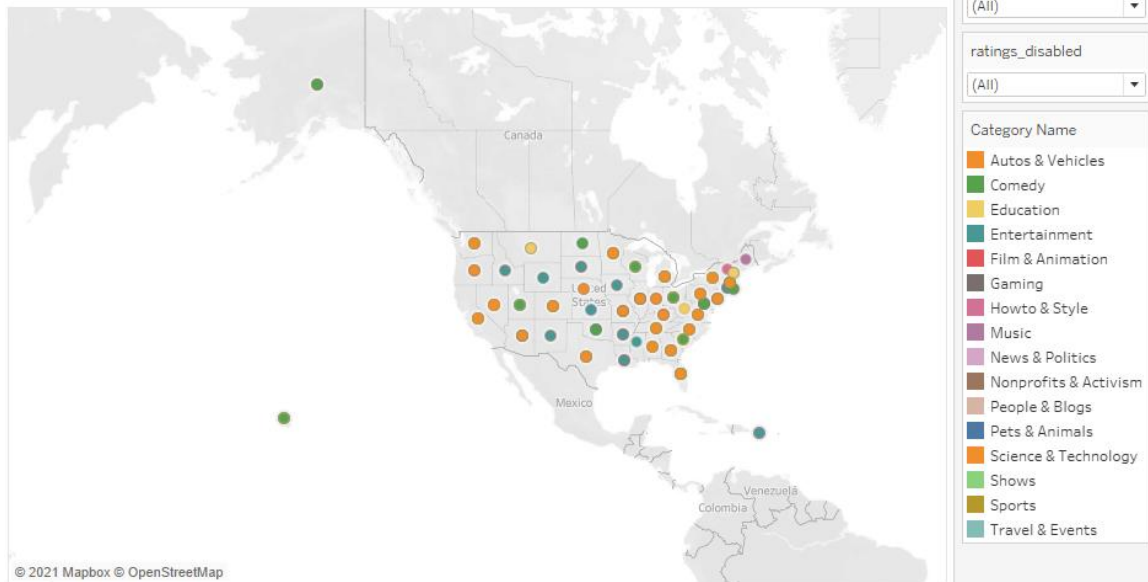 Canada
United
States
Mexico
Venezuela
Colombia
© 2021 Mapbox © OpenStreetMap
(All)
ratings_disabled
(All)
Category Name
Autos & Vehicles
Comedy
Education
Entertainment
Film & Animation
Gaming
Howto & Style
Music
News & Politics
Nonprofits & Activism
People & Blogs
Pets & Animals
Science & Technology
Shows
Sports
Travel & Events